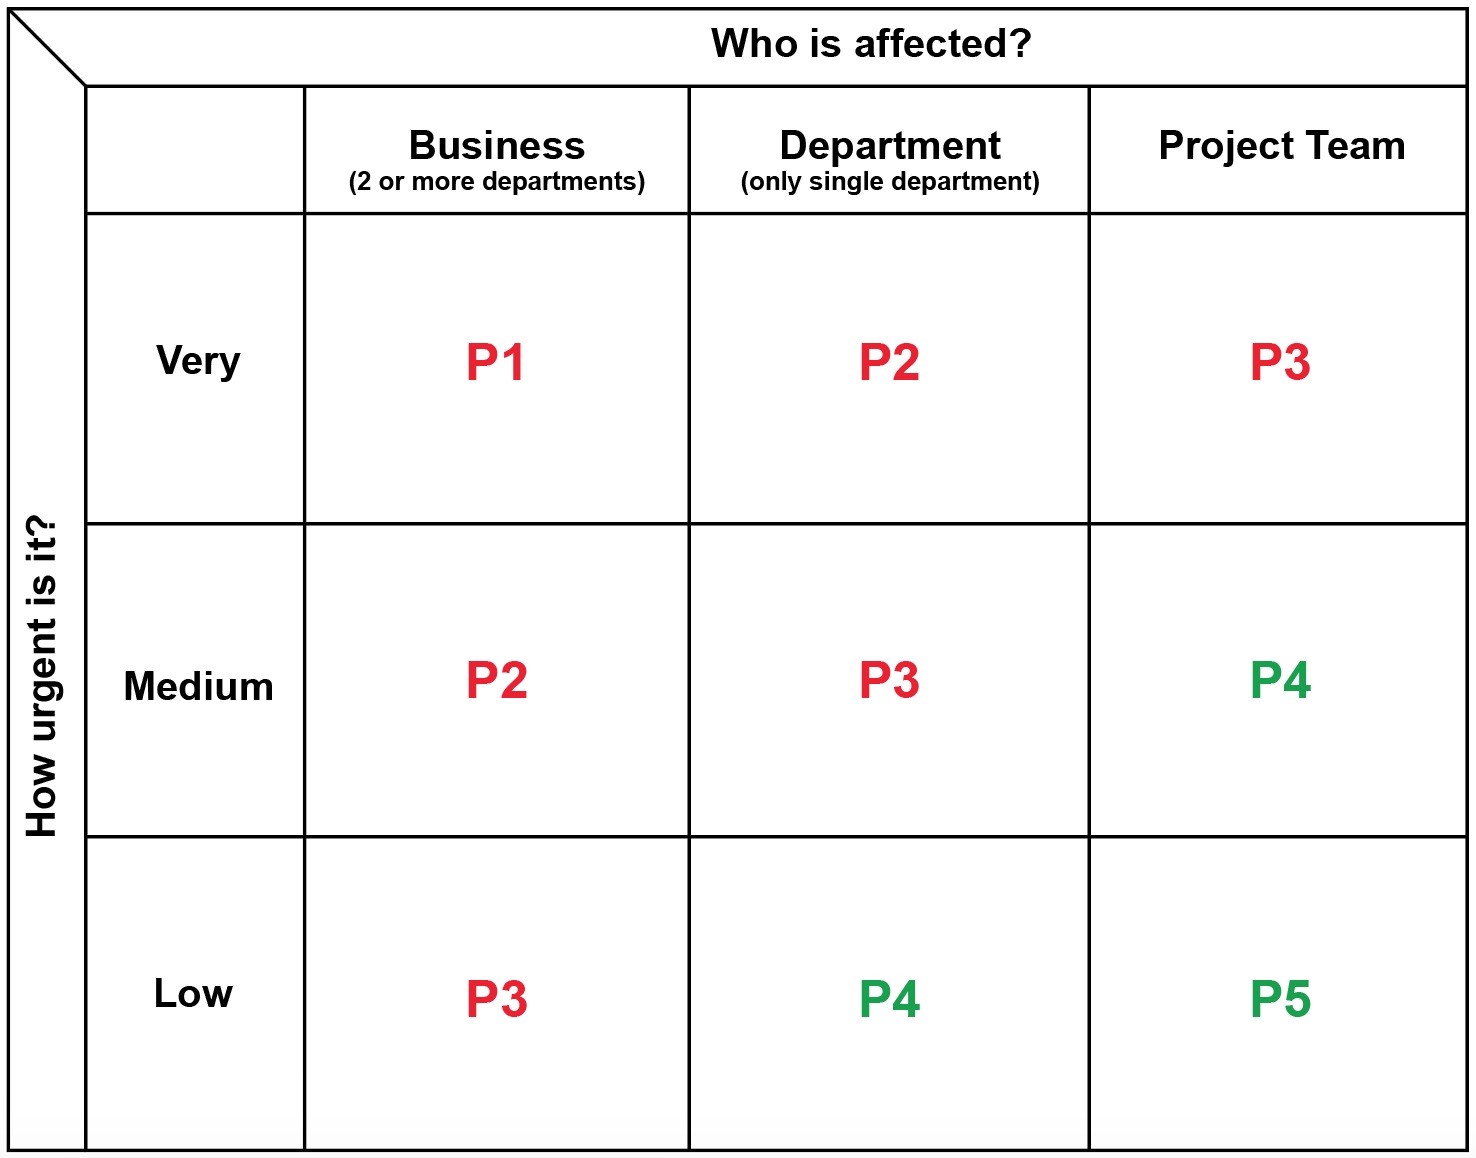 Who is affected?
Business
(2 or more departments)
Department
(only single department)
Project Team
How urgent is it?
Very
P1
P2
P3
Medium
P2
P3
P4
Low
P3
P4
P5